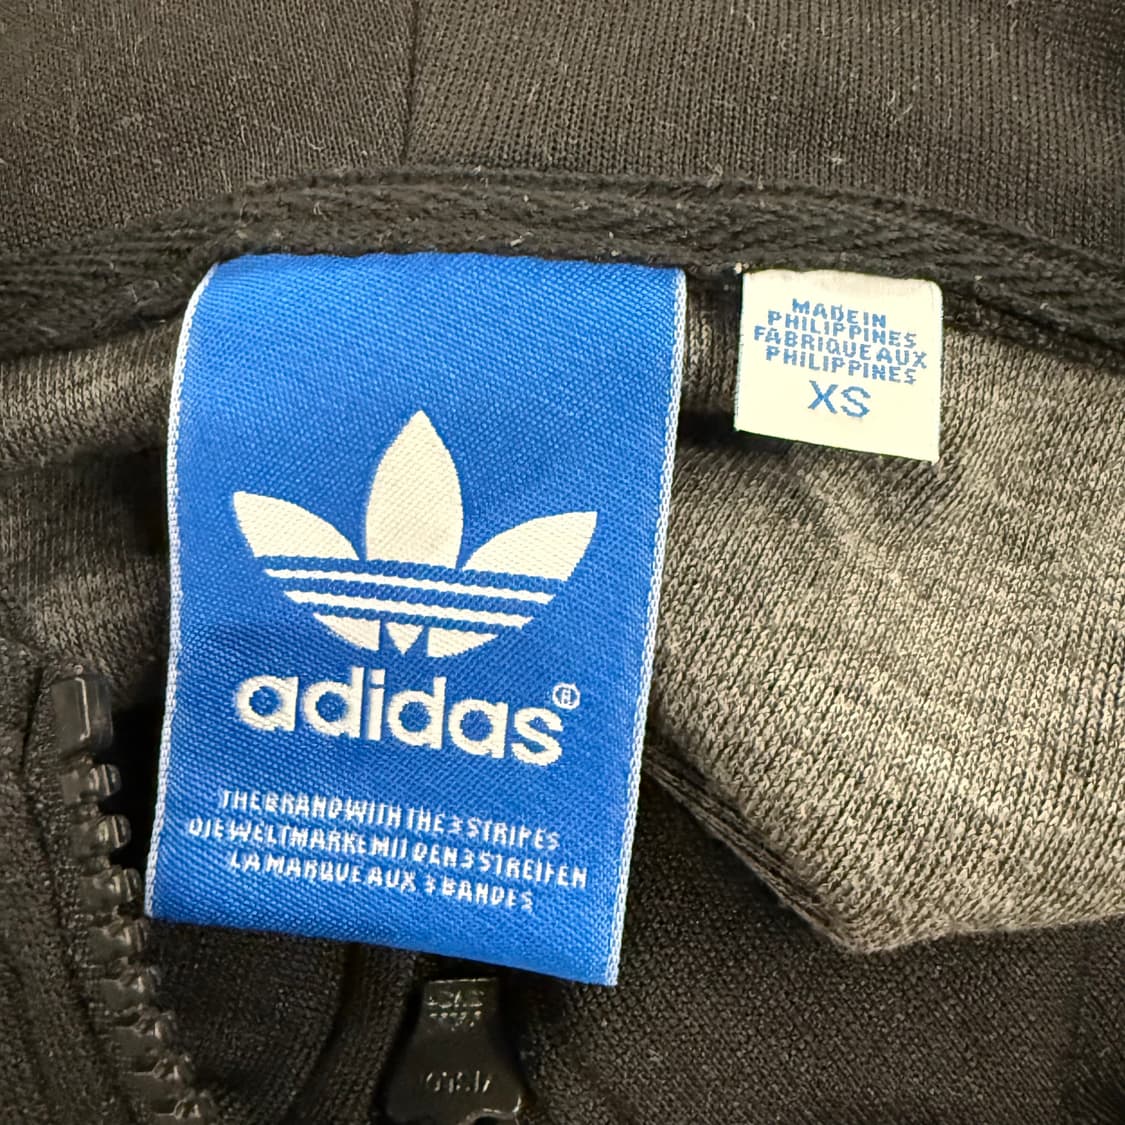 adidas®
THE BRAND WITH THE 3 STRIPES
DIE WELTMARKE MIT DEN 3 STREIFEN
LA MARQUE AUX 3 BANDES
MADE IN
PHILIPPINES
FABRIQUE AUX
PHILIPPINES
XS